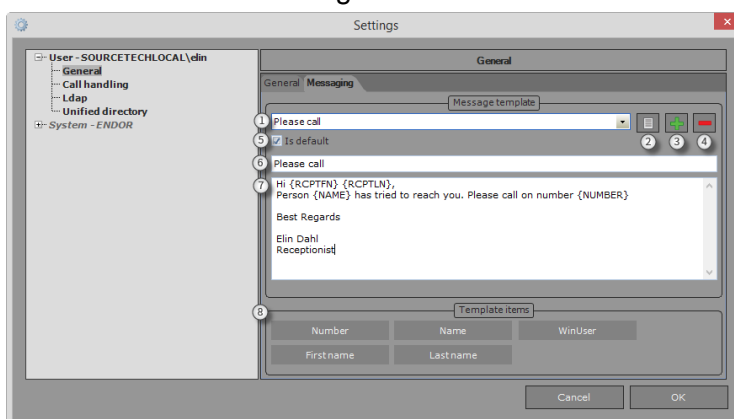 Settings
User - SOURCETECHLOCAL\elin
General
Call handling
Ldap
Unified directory
System - ENDOR
General
General Messaging
Message template
1 Please call
2 3 4
5 Is default
6 Please call
7 Hi {RCPTFN} {RCPTLN},
Person {NAME} has tried to reach you. Please call on number {NUMBER}
Best Regards
Elin Dahl
Receptionist
8 Template items
Number Name WinUser
First name Last name
Cancel OK